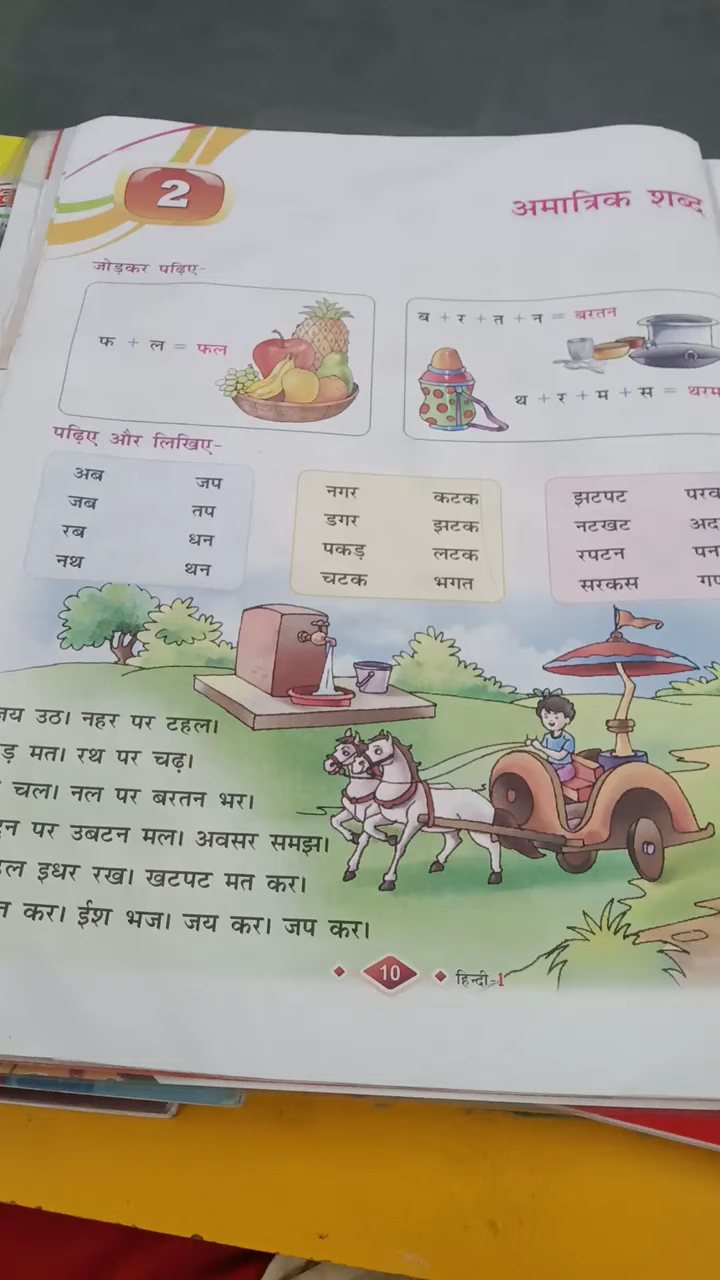 2
अमात्रिक शब्द
जोड़कर पढ़िए-
फ + ल = फल
ब + र + त + न = बरतन
थ + र + म + स =
पढ़िए और लिखिए-
अब जप
जब तप
रब धन
नथ थन
नगर कटक
डगर झटक
पकड़ लटक
चटक भगत
झटपट
नटखट
रपटन
सरकस
उठ। नहर पर टहल।
मत। रथ पर चढ़।
चल। नल पर बरतन भर।
पर उबटन मल। अवसर समझ।
इधर रख। खटपट मत कर।
कर। ईश भज। जय कर। जप कर।
10
हिन्दी-1